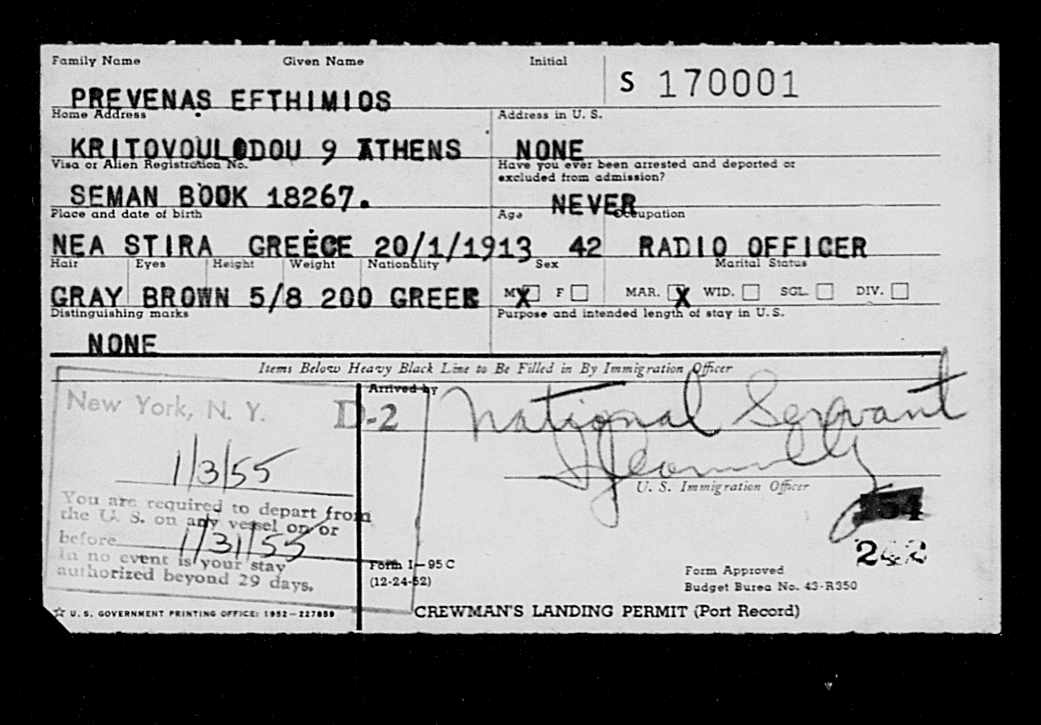 Family Name Given Name Initial
S 170001
PREVENAS EFTHIMIOS
Home Address Address in U. S.
KRITOVOULODOU 9 ATHENS NONE
Visa or Alien Registration No. Have you ever been arrested and deported or
excluded from admission?
SEMAN BOOK 18267. NEVER
Place and date of birth Age Occupation
NEA STIRA GREECE 20/1/1913 42 RADIO OFFICER
Hair Eyes Height Weight Nationality Sex Marital Status
GRAY BROWN 5/8 200 GREEK M X F MAR. X WID. SGL. DIV.
Distinguishing marks Purpose and intended length of stay in U. S.
NONE
Items Below Heavy Black Line to Be Filled in By Immigration Officer
Arrived by
New York, N. Y. D-2 National Servant
1/3/55
U. S. Immigration Officer
You are required to depart from
the U. S. on any vessel on or
before 1/31/55
In no event is your stay
authorized beyond 29 days.
Form I-95 C
(12-24-52)
242
Form Approved
Budget Bureau No. 43-R350
☆ U. S. GOVERNMENT PRINTING OFFICE: 1952—227859
CREWMAN'S LANDING PERMIT (Port Record)